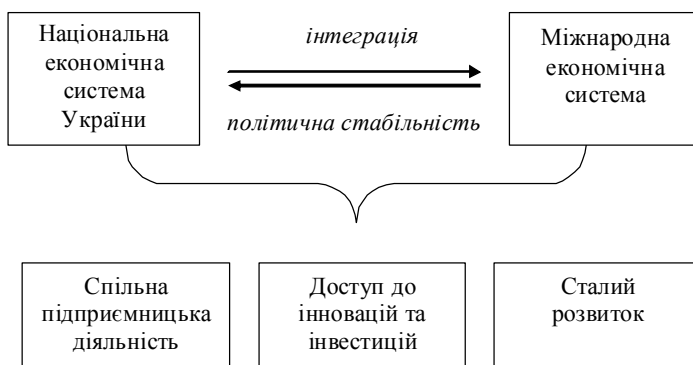 Національна
економічна
система
України
інтеграція
політична стабільність
Міжнародна
економічна
система
Спільна
підприємницька
діяльність
Доступ до
інновацій та
інвестицій
Сталий
розвиток